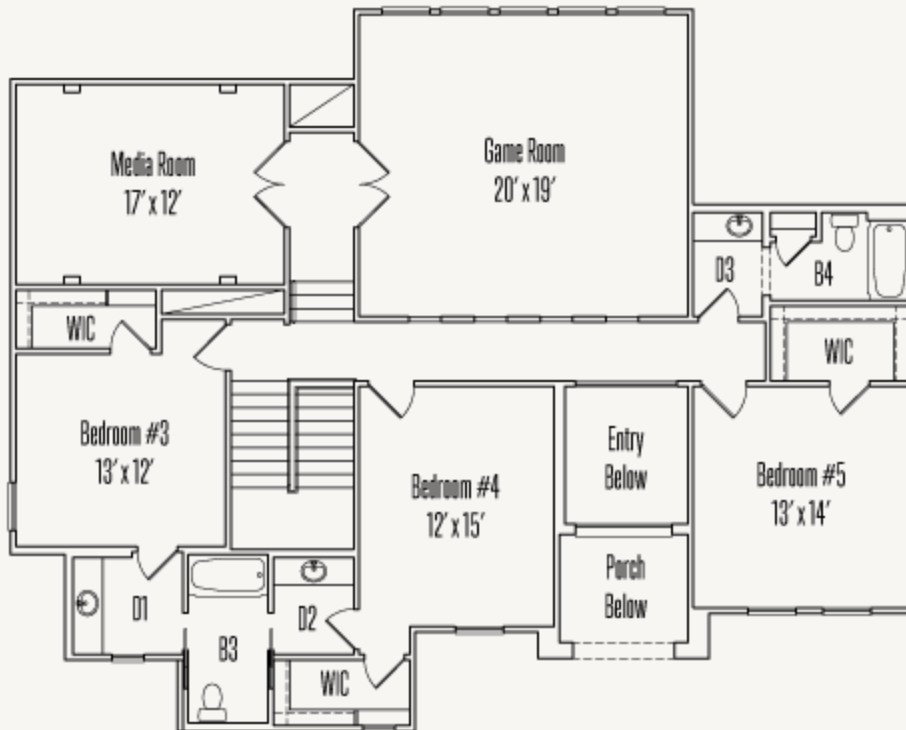 Media Room
17' x 12'
Game Room
20' x 19'
D3
B4
WIC
WIC
Bedroom #3
13' x 12'
Bedroom #4
12' x 15'
Entry
Below
Bedroom #5
13' x 14'
Porch
Below
D1
D2
B3
WIC